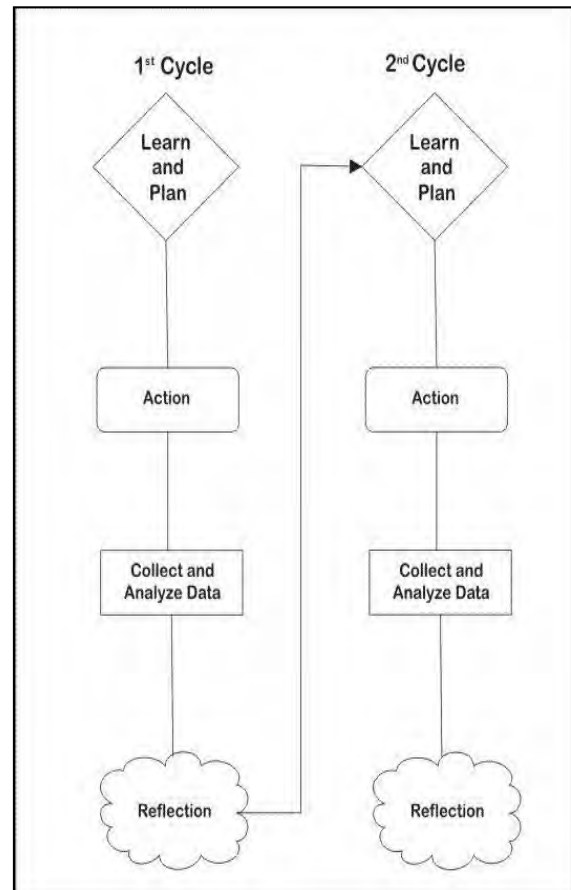 1st Cycle
Learn
and
Plan
Action
Collect and
Analyze Data
Reflection
2nd Cycle
Learn
and
Plan
Action
Collect and
Analyze Data
Reflection